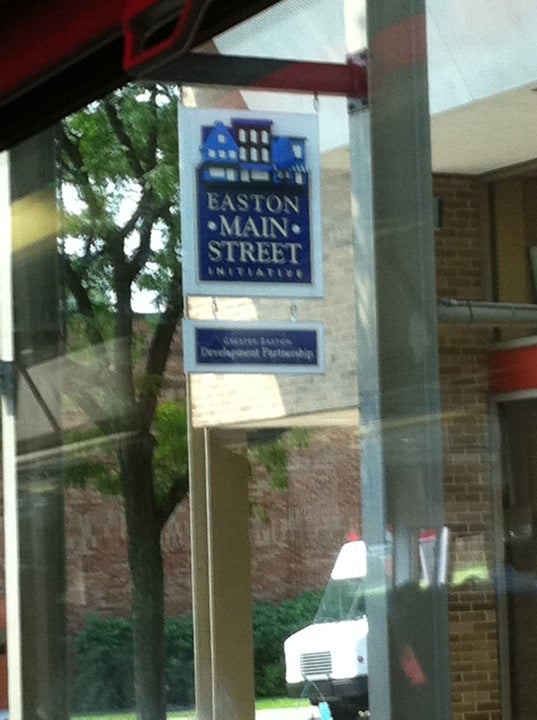 EASTON
• MAIN •
STREET
INITIATIVE
GREATER EASTON
Development Partnership